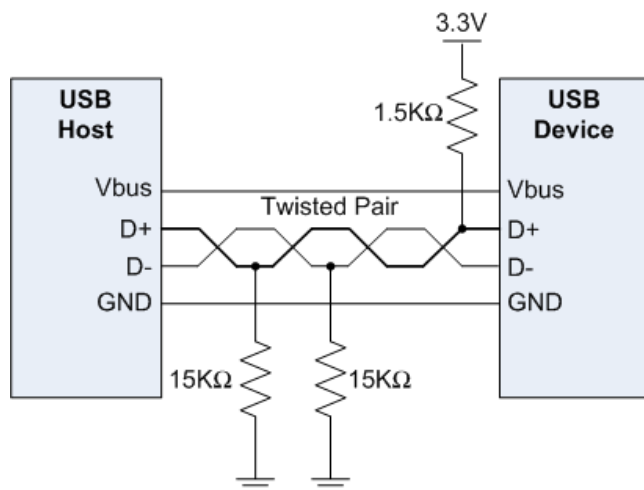 3.3V
USB
Host
1.5KΩ
USB
Device
Vbus
Vbus
Twisted Pair
D+
D+
D-
D-
GND
GND
15KΩ
15KΩ